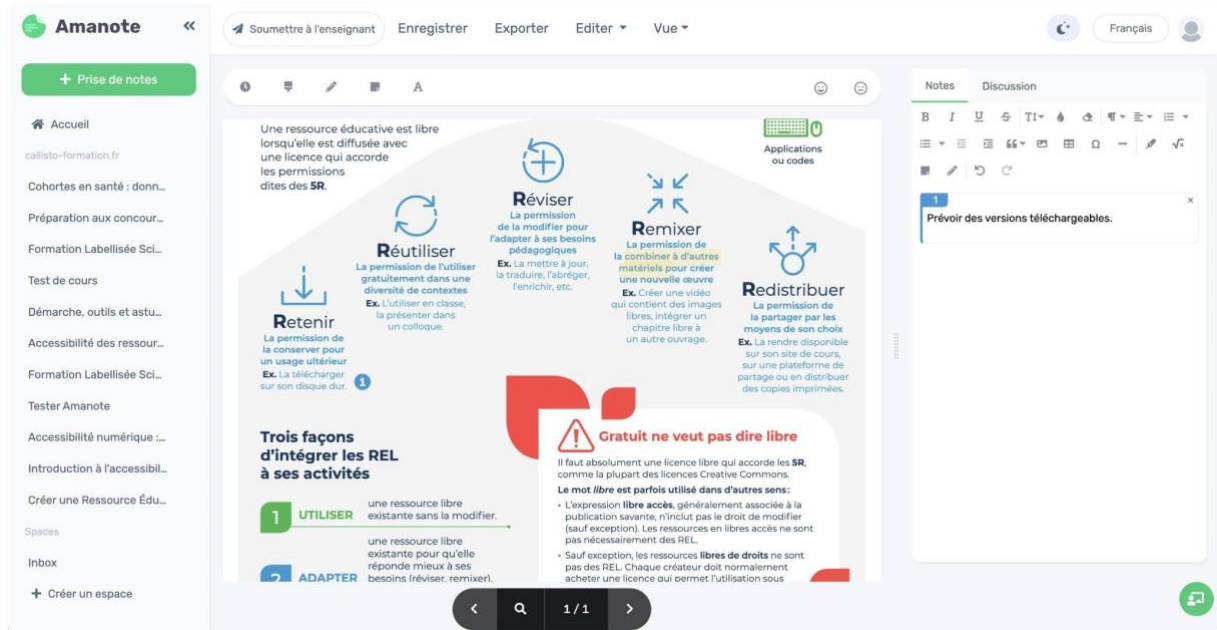 Amanote
«
Soumettre à l'enseignant
Enregistrer
Exporter
Editer
Vue
Français
+ Prise de notes
Accueil
callisto-formation.fr
Cohortes en santé : donn...
Préparation aux concour...
Formation Labellisée Sci...
Test de cours
Démarche, outils et astu...
Accessibilité des ressour...
Formation Labellisée Sci...
Tester Amanote
Accessibilité numérique :...
Introduction à l'accessibil...
Créer une Ressource Édu...
Spaces
Inbox
+ Créer un espace
A
Une ressource éducative est libre
lorsqu'elle est diffusée avec
une licence qui accorde
les permissions
dites des 5R.
Applications
ou codes
Retenir
La permission de
la conserver pour
un usage ultérieur
Ex. La télécharger
sur son disque dur.
1
Réutiliser
La permission de l'utiliser
gratuitement dans une
diversité de contextes
Ex. L'utiliser en classe,
la présenter dans
un colloque.
Réviser
La permission
de la modifier pour
l'adapter à ses besoins
pédagogiques
Ex. La mettre à jour,
la traduire, l'abréger,
l'enrichir, etc.
Remixer
La permission de
la combiner à d'autres
matériels pour créer
une nouvelle œuvre
Ex. Créer une vidéo
qui contient des images
libres, intégrer un
chapitre libre à
un autre ouvrage.
Redistribuer
La permission de
la partager par les
moyens de son choix
Ex. La rendre disponible
sur son site de cours,
sur une plateforme de
partage ou en distribuer
des copies imprimées.
Trois façons
d'intégrer les REL
à ses activités
1 UTILISER
une ressource libre
existante sans la modifier.
2 ADAPTER
une ressource libre
existante pour qu'elle
réponde mieux à ses
besoins (réviser, remixer).
Gratuit ne veut pas dire libre
Il faut absolument une licence libre qui accorde les 5R,
comme la plupart des licences Creative Commons.
Le mot libre est parfois utilisé dans d'autres sens :
• L'expression libre accès, généralement associée à la
publication savante, n'inclut pas le droit de modifier
(sauf exception). Les ressources en libres accès ne sont
pas nécessairement des REL.
• Sauf exception, les ressources libres de droits ne sont
pas des REL. Chaque créateur doit normalement
acheter une licence qui permet l'utilisation sous
1 / 1
Notes
Discussion
B I U S
Ω
1
×
Prévoir des versions téléchargeables.